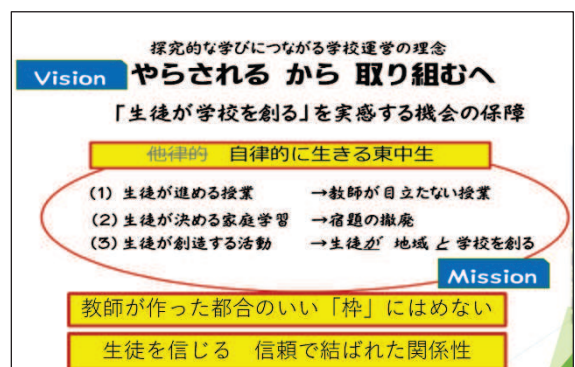 探究的な学びにつながる学校運営の理念
Vision やらされる から 取り組むへ
「生徒が学校を創る」を実感する機会の保障
他律的 自律的に生きる東中生
(1) 生徒が進める授業 →教師が目立たない授業
(2) 生徒が決める家庭学習 →宿題の撤廃
(3) 生徒が創造する活動 →生徒が 地域 と 学校を創る
Mission
教師が作った都合のいい「枠」にはめない
生徒を信じる 信頼で結ばれた関係性